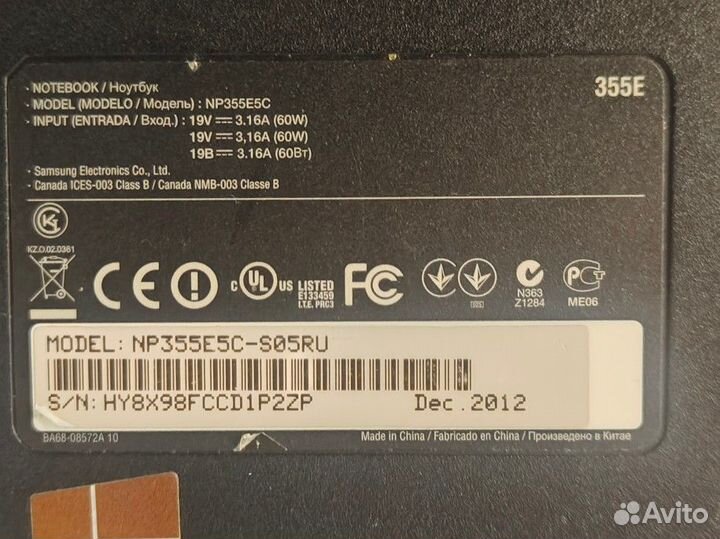 355E
· NOTEBOOK / Ноутбук
· MODEL (MODELO / Модель) : NP355E5C
· INPUT (ENTRADA / Вход.) : 19V ⎓ 3.16A (60W)
19V ⎓ 3,16A (60W)
19B ⎓ 3.16A (60Вт)
· Samsung Electronics Co., Ltd.
· Canada ICES-003 Class B / Canada NMB-003 Classe B
KZ.O.02.0361
CE
c UL US LISTED
E133459
I.T.E. PRC3
FC
N363
Z1284
ME06
MODEL: NP355E5C-S05RU
S/N: HY8X98FCCD1P2ZP Dec.2012
BA68-08572A 10
Made in China / Fabricado en China / Произведено в Китае
Avito